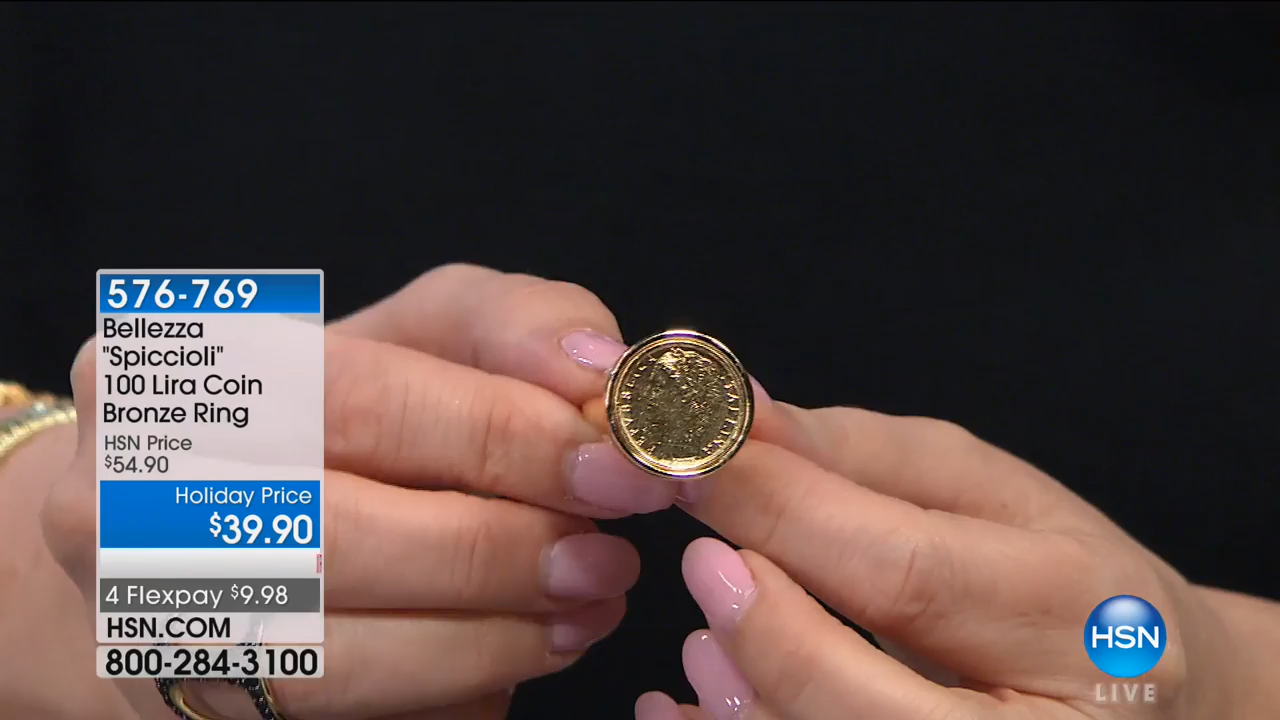 576-769
Bellezza
"Spiccioli"
100 Lira Coin
Bronze Ring
HSN Price
$54.90
Holiday Price
$39.90
4 Flexpay $9.98
HSN.COM
800-284-3100
HSN
LIVE